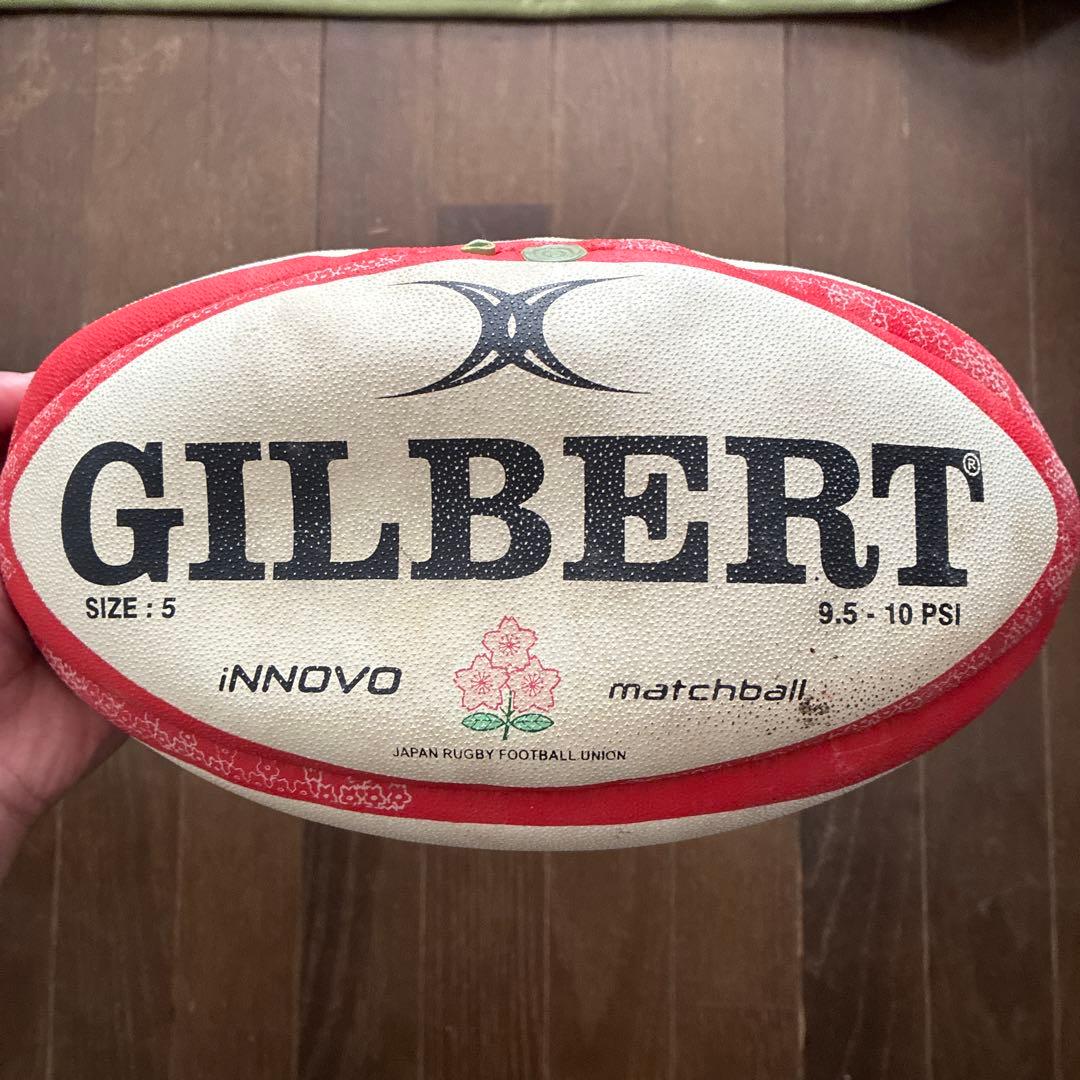 GILBERT®
SIZE : 5 9.5 - 10 PSI
iNNOVO matchball
JAPAN RUGBY FOOTBALL UNION